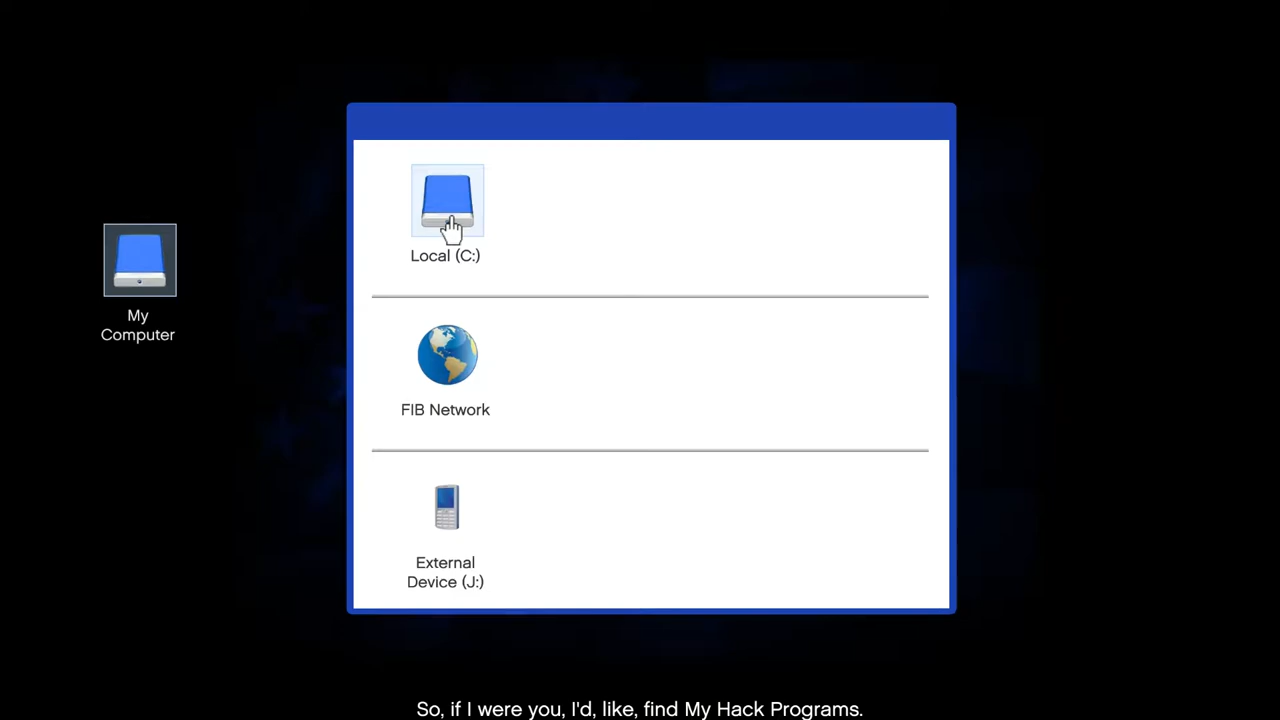 Local (C:)
My
Computer
FIB Network
External
Device (J:)
So, if I were you, I'd, like, find My Hack Programs.